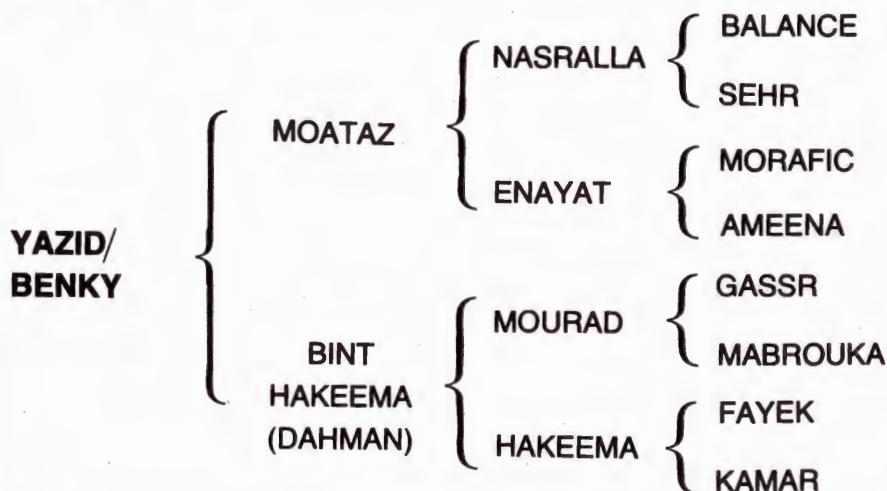 YAZID/
BENKY
MOATAZ
BINT
HAKEEMA
(DAHMAN)
NASRALLA
ENAYAT
MOURAD
HAKEEMA
BALANCE
SEHR
MORAFIC
AMEENA
GASSR
MABROUKA
FAYEK
KAMAR